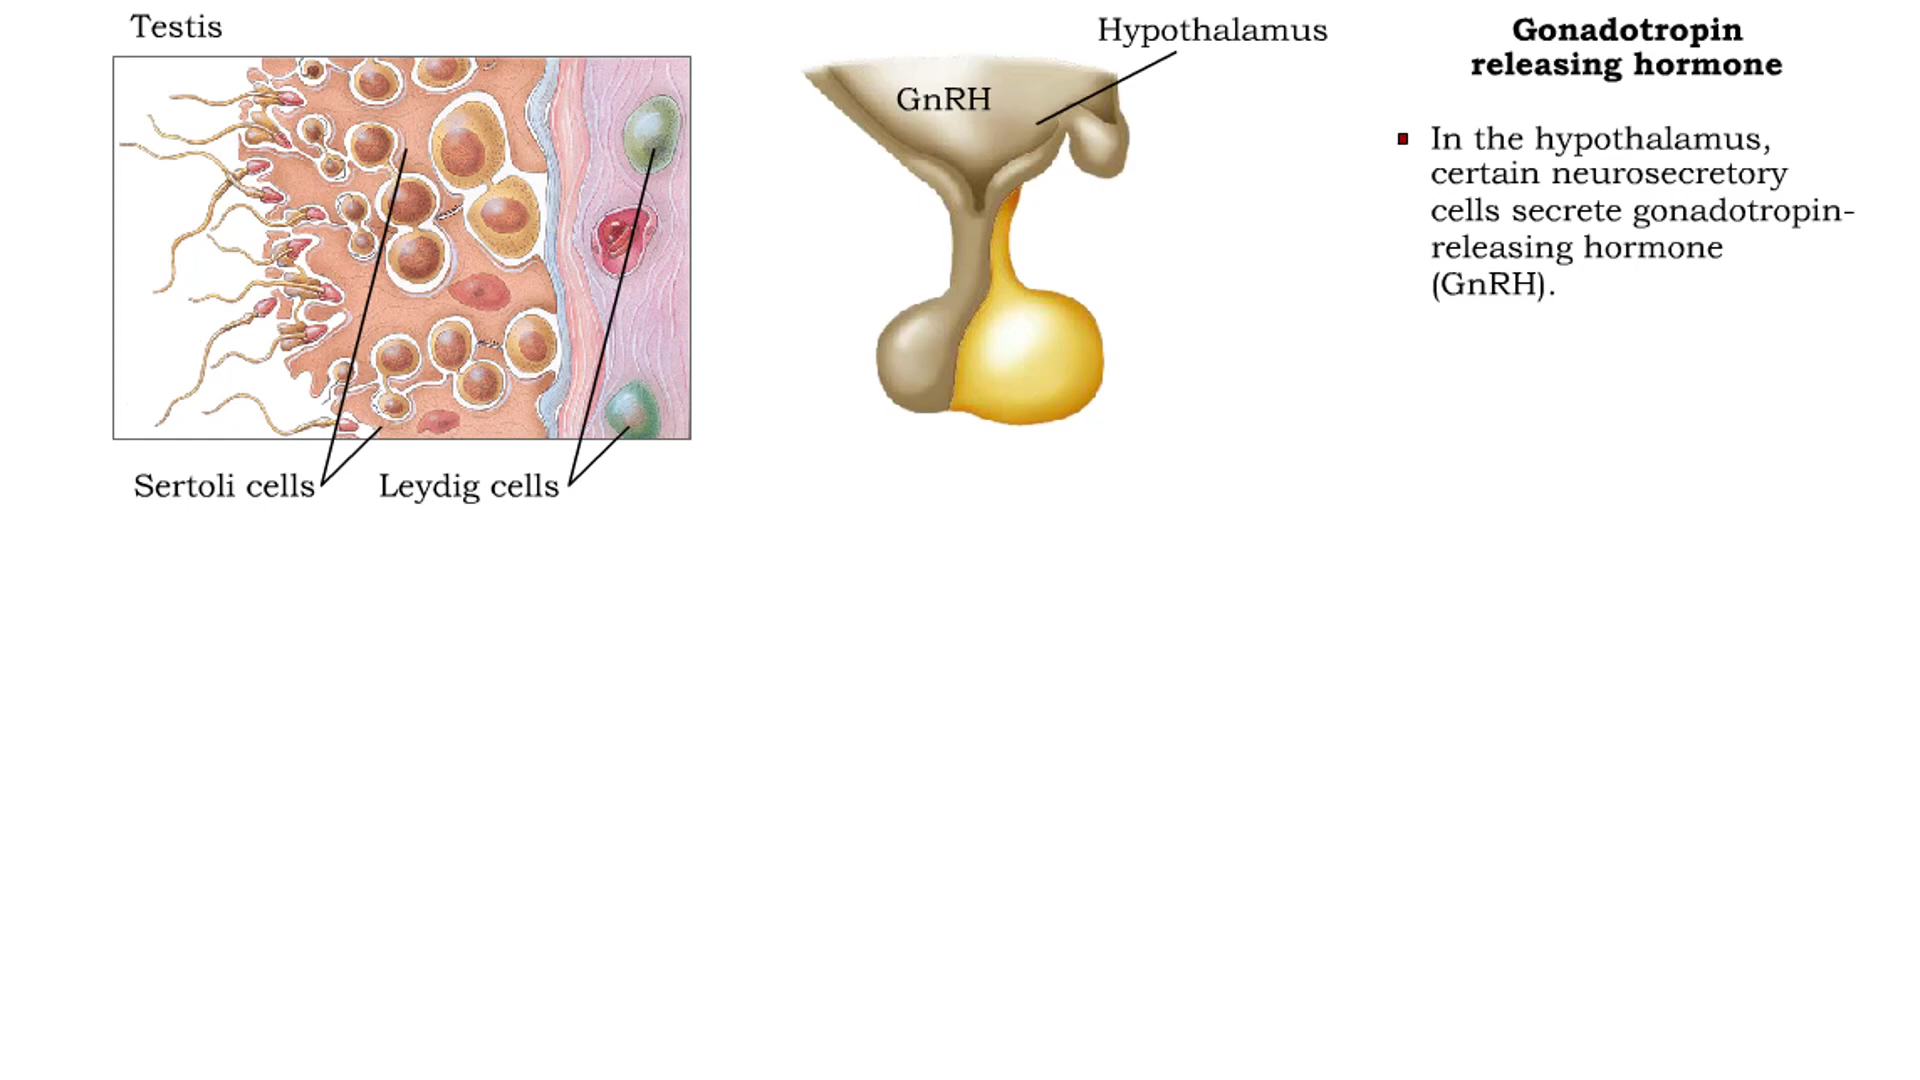 Testis
Sertoli cells
Leydig cells
Hypothalamus
GnRH
Gonadotropin
releasing hormone
In the hypothalamus,
certain neurosecretory
cells secrete gonadotropin-
releasing hormone
(GnRH).